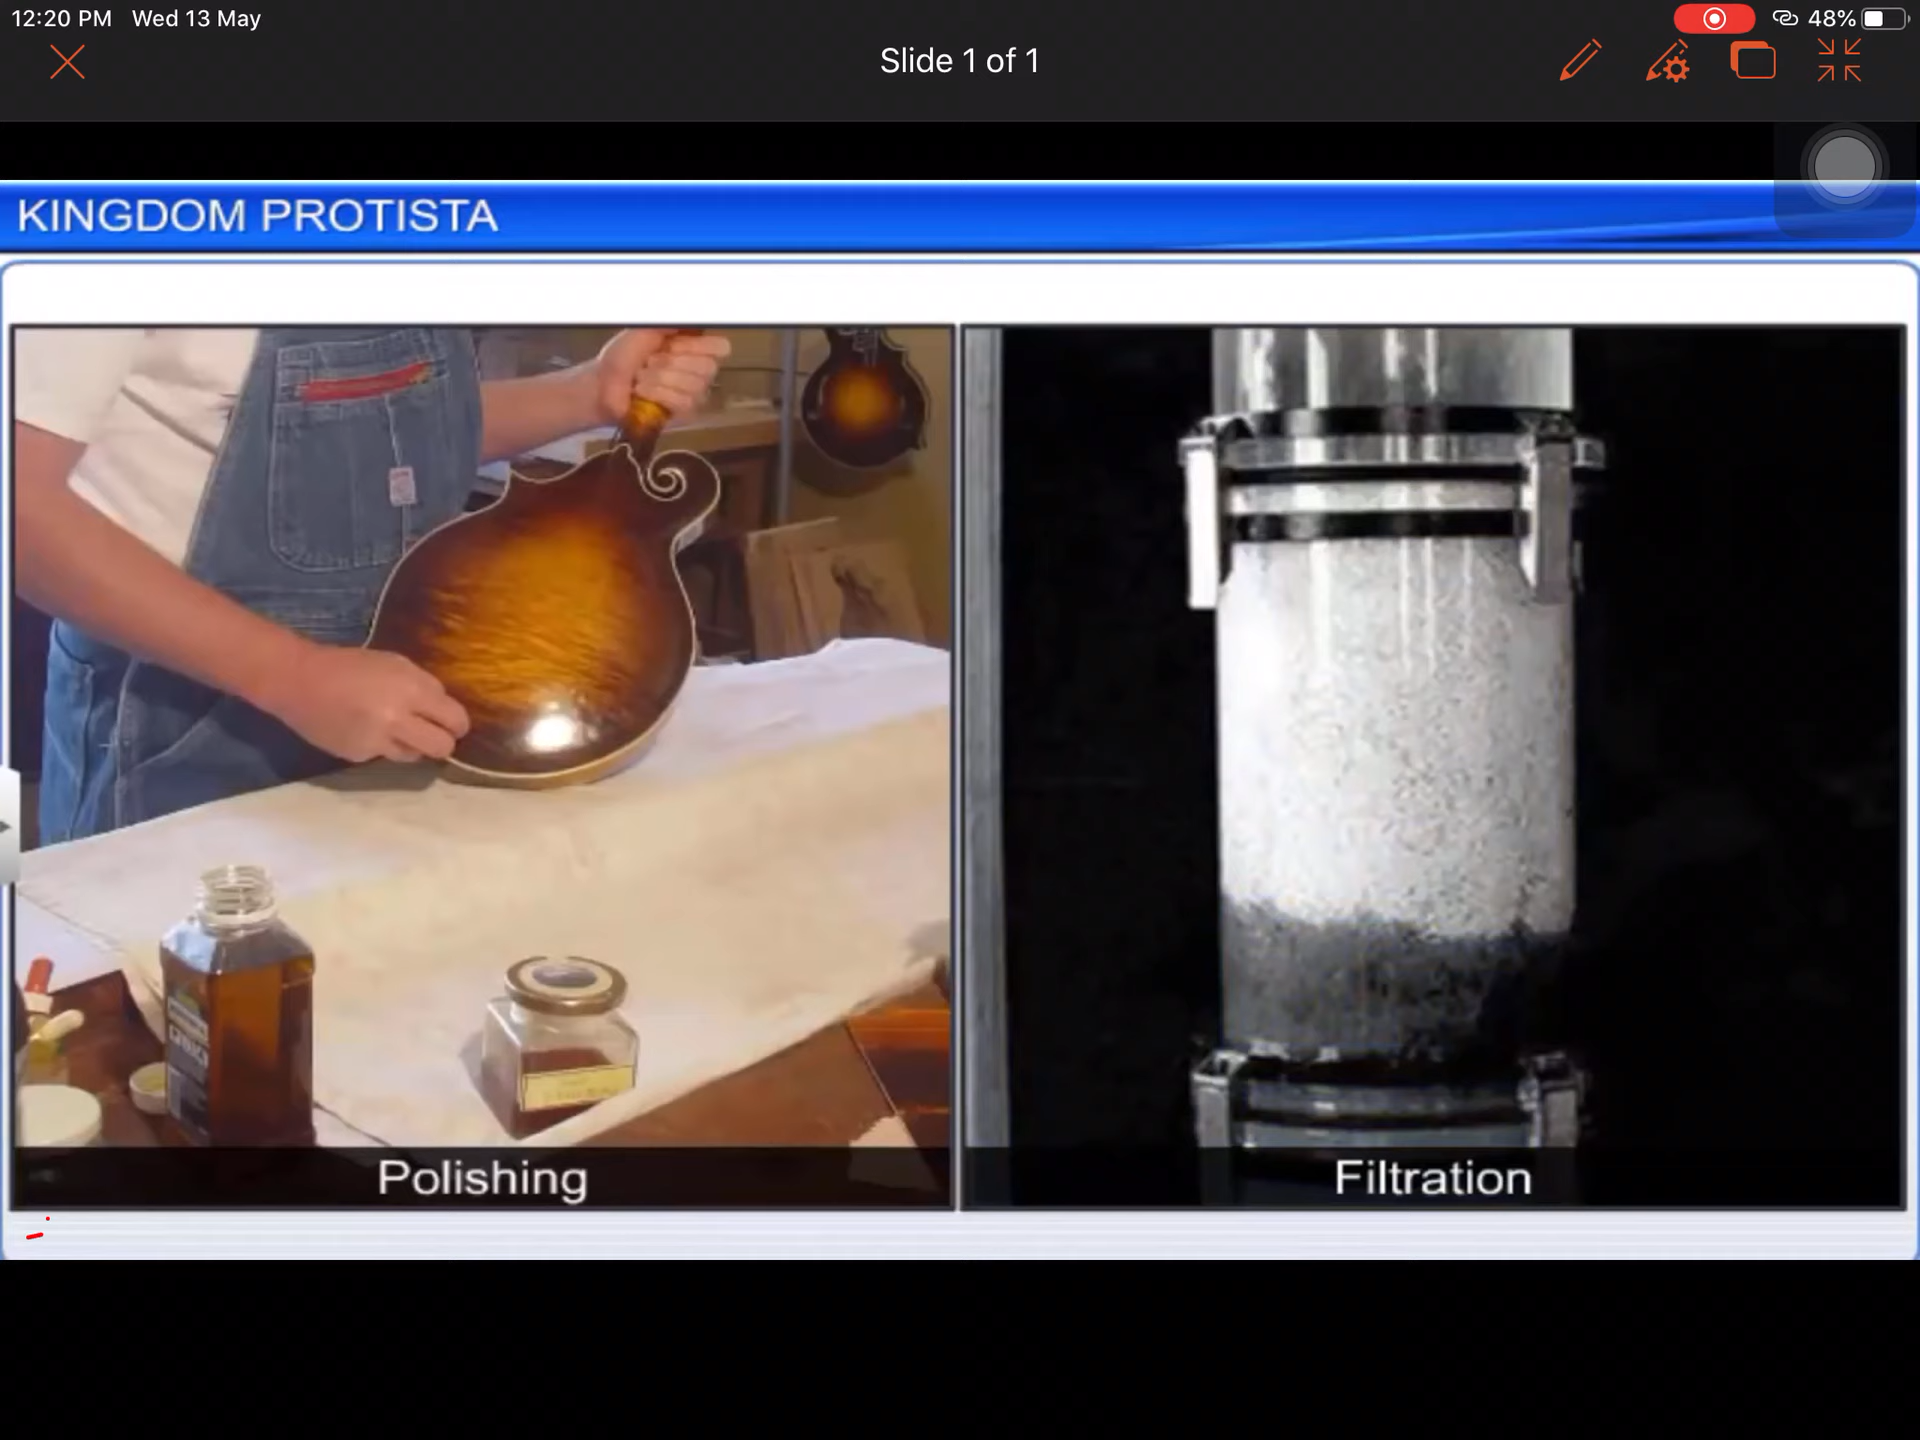 12:20 PM Wed 13 May
48%
Slide 1 of 1
KINGDOM PROTISTA
Polishing
Filtration